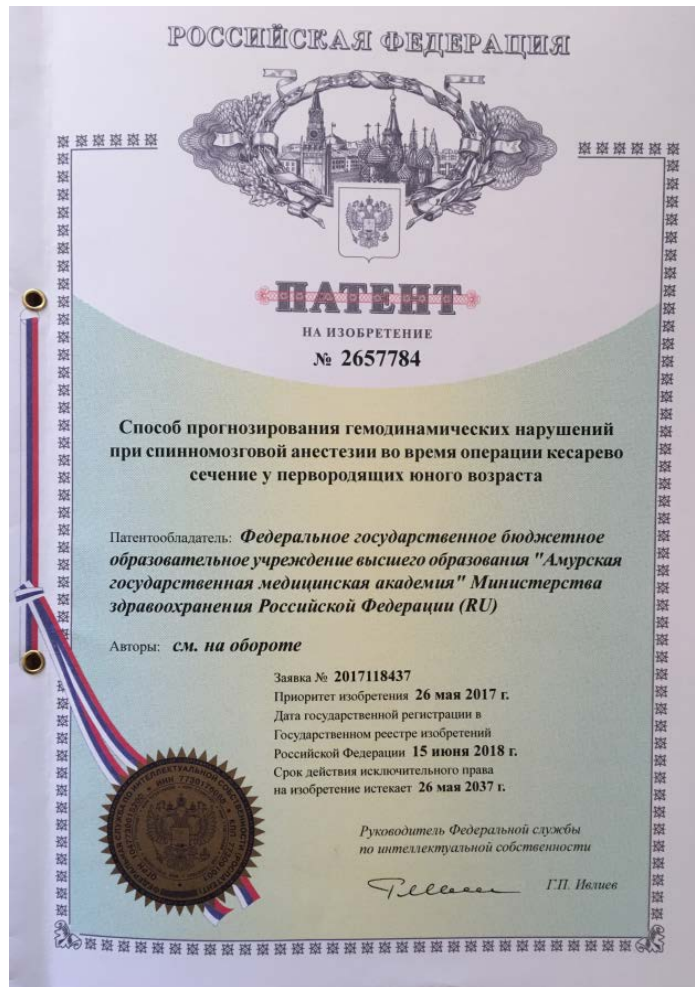 РОССИЙСКАЯ ФЕДЕРАЦИЯ
ПАТЕНТ
НА ИЗОБРЕТЕНИЕ
№ 2657784
Способ прогнозирования гемодинамических нарушений
при спинномозговой анестезии во время операции кесарево
сечение у первородящих юного возраста
Патентообладатель: Федеральное государственное бюджетное
образовательное учреждение высшего образования "Амурская
государственная медицинская академия" Министерства
здравоохранения Российской Федерации (RU)
Авторы: см. на обороте
Заявка № 2017118437
Приоритет изобретения 26 мая 2017 г.
Дата государственной регистрации в
Государственном реестре изобретений
Российской Федерации 15 июня 2018 г.
Срок действия исключительного права
на изобретение истекает 26 мая 2037 г.
Руководитель Федеральной службы
по интеллектуальной собственности
Г.П. Ивлиев